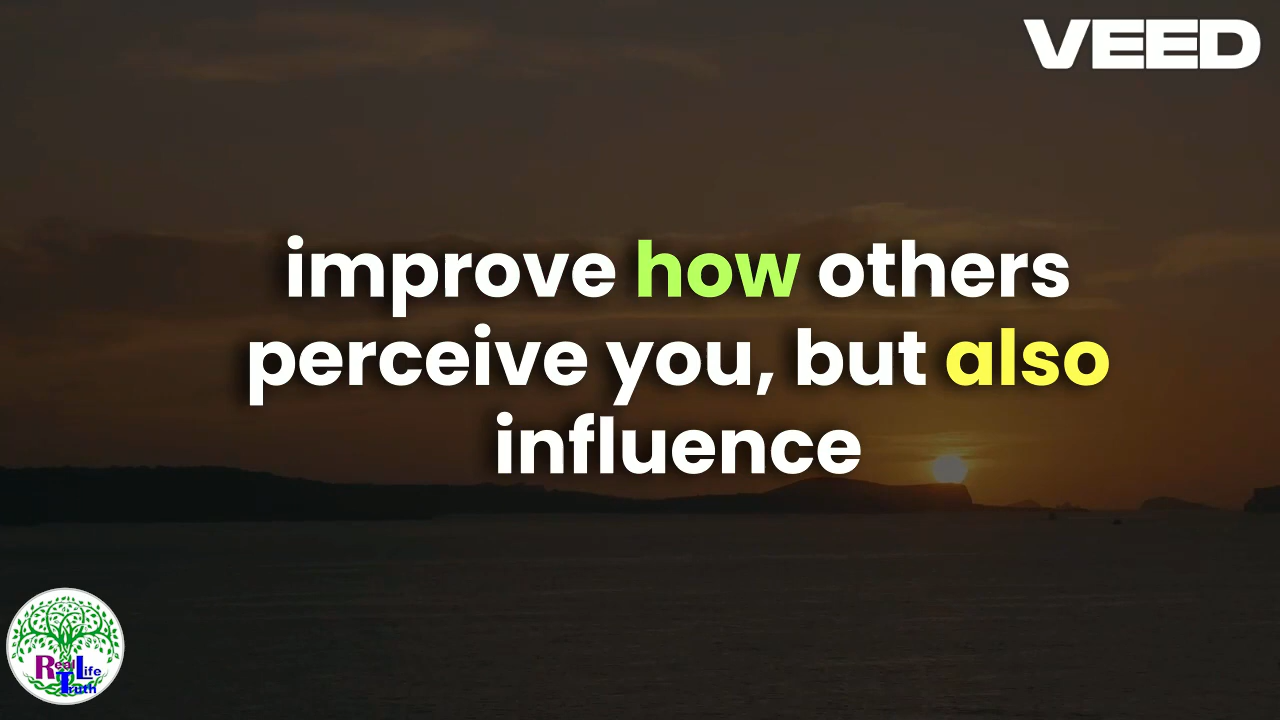 VEED
improve how others
perceive you, but also
influence
Real Life
Truth